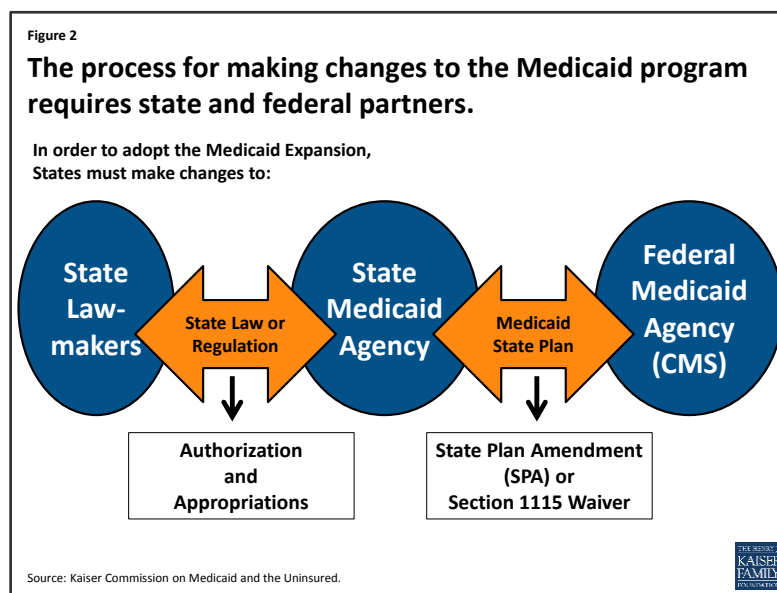 Figure 2
The process for making changes to the Medicaid program
requires state and federal partners.
In order to adopt the Medicaid Expansion,
States must make changes to:
State
Law-
makers
State Law or
Regulation
State
Medicaid
Agency
Medicaid
State Plan
Federal
Medicaid
Agency
(CMS)
Authorization
and
Appropriations
State Plan Amendment
(SPA) or
Section 1115 Waiver
Source: Kaiser Commission on Medicaid and the Uninsured.
THE HENRY J.
KAISER
FAMILY
FOUNDATION